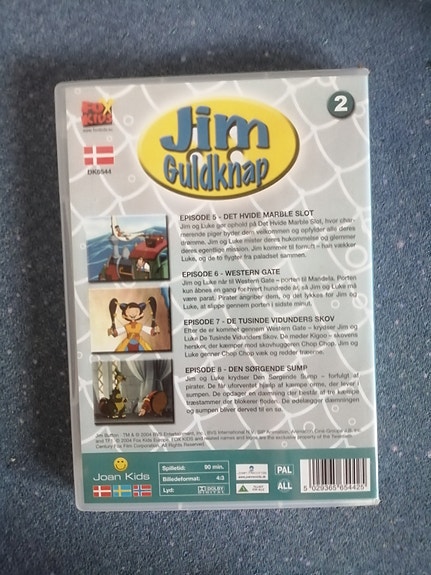 FOX
KIDS
2
DK6544
Jim
Guldknap
EPISODE 5 - DET HVIDE MARBLE SLOT
Jim og Luke gør ophold på Det Hvide Marble Slot, hvor char-
merende piger byder dem velkommen og opfylder alle deres
drømme. Jim og Luke mister deres hukommelse og glemmer
deres egentlige mission. Jim kommer til fornuft - han vækker
Luke, og de to flygter fra paladset sammen.
EPISODE 6 - WESTERN GATE
Jim og Luke når til Western Gate – porten til Mandela. Porten
kun åbnes en gang for hvert hundrede år, så Jim og Luke må
være parat. Pirater angriber dem, og det lykkes for Jim og
Luke, at slippe gennem porten i sidste minut.
EPISODE 7 - DE TUSINDE VIDUNDERS SKOV
Efter de er kommet gennem Western Gate – krydser Jim og
Luke De Tusinde Vidunders Skov. De møder Kigoo – skovens
hersker, der kæmper mod skovhuggeren Chop Chop. Jim og
Luke genner Chop Chop væk og redder træerne.
EPISODE 8 - DEN SØRGENDE SUMP
Jim og Luke krydser Den Sørgende Sump – forfulgt af
pirater. De får uforventet hjælp af kæmpe orme, der lever i
sumpen. De opdager en dæmning der består af tre kæmpe
træstammer der blokerer floden. De ødelægger dæmningen
og sumpen bliver derved til en sø.
Joan Kids
Spilletid: 90 min.
Billedeformat: 4:3
Lyd: DOLBY
PAL
ALL
5 029365 654425